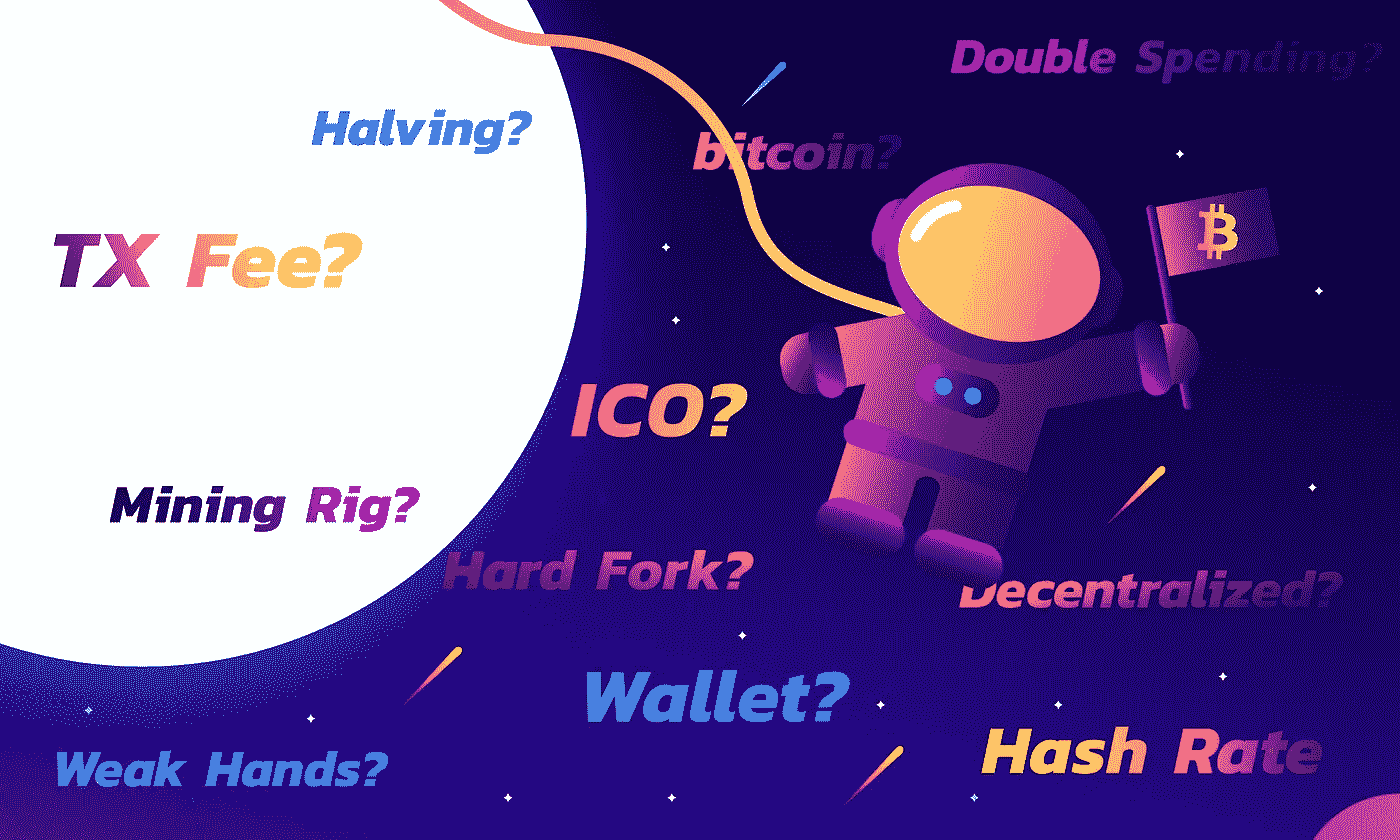 Double Spending?
Halving?
bitcoin?
TX Fee?
ICO?
Mining Rig?
Hard Fork?
Decentralized?
Wallet?
Hash Rate
Weak Hands?